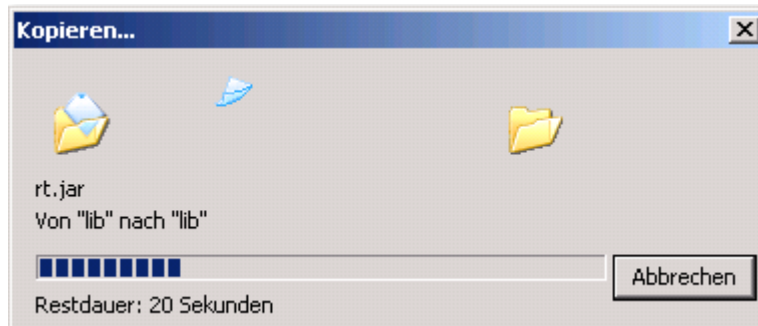 Kopieren...
rt.jar
Von "lib" nach "lib"
Abbrechen
Restdauer: 20 Sekunden